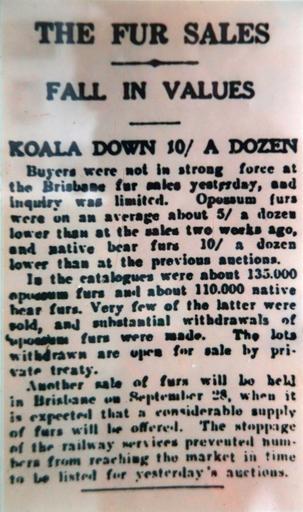 THE FUR SALES
FALL IN VALUES
KOALA DOWN 10/ A DOZEN
Buyers were not in strong force at
the Brisbane fur sales yesterday, and
inquiry was limited. Opossum furs
were on an average about 5/ a dozen
lower than at the sales two weeks ago,
and native bear furs 10/ a dozen
lower than at the previous auctions.
In the catalogues were about 135.000
opossum furs and about 110.000 native
bear furs. Very few of the latter were
sold, and substantial withdrawals of
opossum furs were made. The lots
withdrawn are open for sale by pri-
vate treaty.
Another sale of furs will be held
in Brisbane on September 28, when it
is expected that a considerable supply
of furs will be offered. The stoppage
of the railway services prevented num-
bers from reaching the market in time
to be listed for yesterday's auctions.